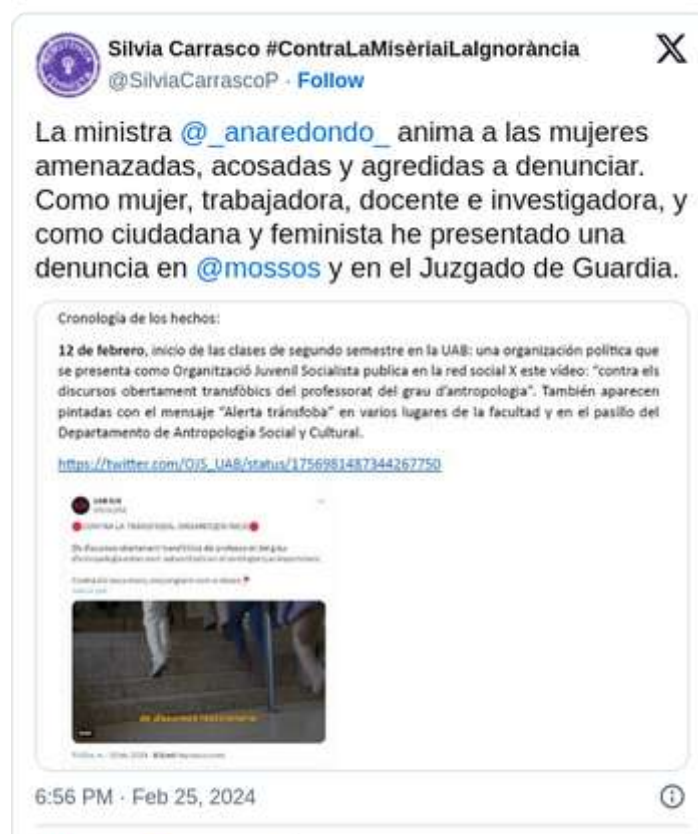 Silvia Carrasco #ContraLaMisèriaiLaIgnorància
@SilviaCarrascoP · Follow
La ministra @_anaredondo_ anima a las mujeres
amenazadas, acosadas y agredidas a denunciar.
Como mujer, trabajadora, docente e investigadora, y
como ciudadana y feminista he presentado una
denuncia en @mossos y en el Juzgado de Guardia.
Cronología de los hechos:
12 de febrero, inicio de las clases de segundo semestre en la UAB: una organización política que
se presenta como Organització Juvenil Socialista publica en la red social X este vídeo: "contra els
discursos obertament transfòbics del professorat del grau d'antropologia". También aparecen
pintadas con el mensaje "Alerta tránsfoba" en varios lugares de la facultad y en el pasillo del
Departamento de Antropología Social y Cultural.
https://twitter.com/OJS_UAB/status/1756981487344267750
CONTRA LA TRANSFÒBIA,
6:56 PM · Feb 25, 2024